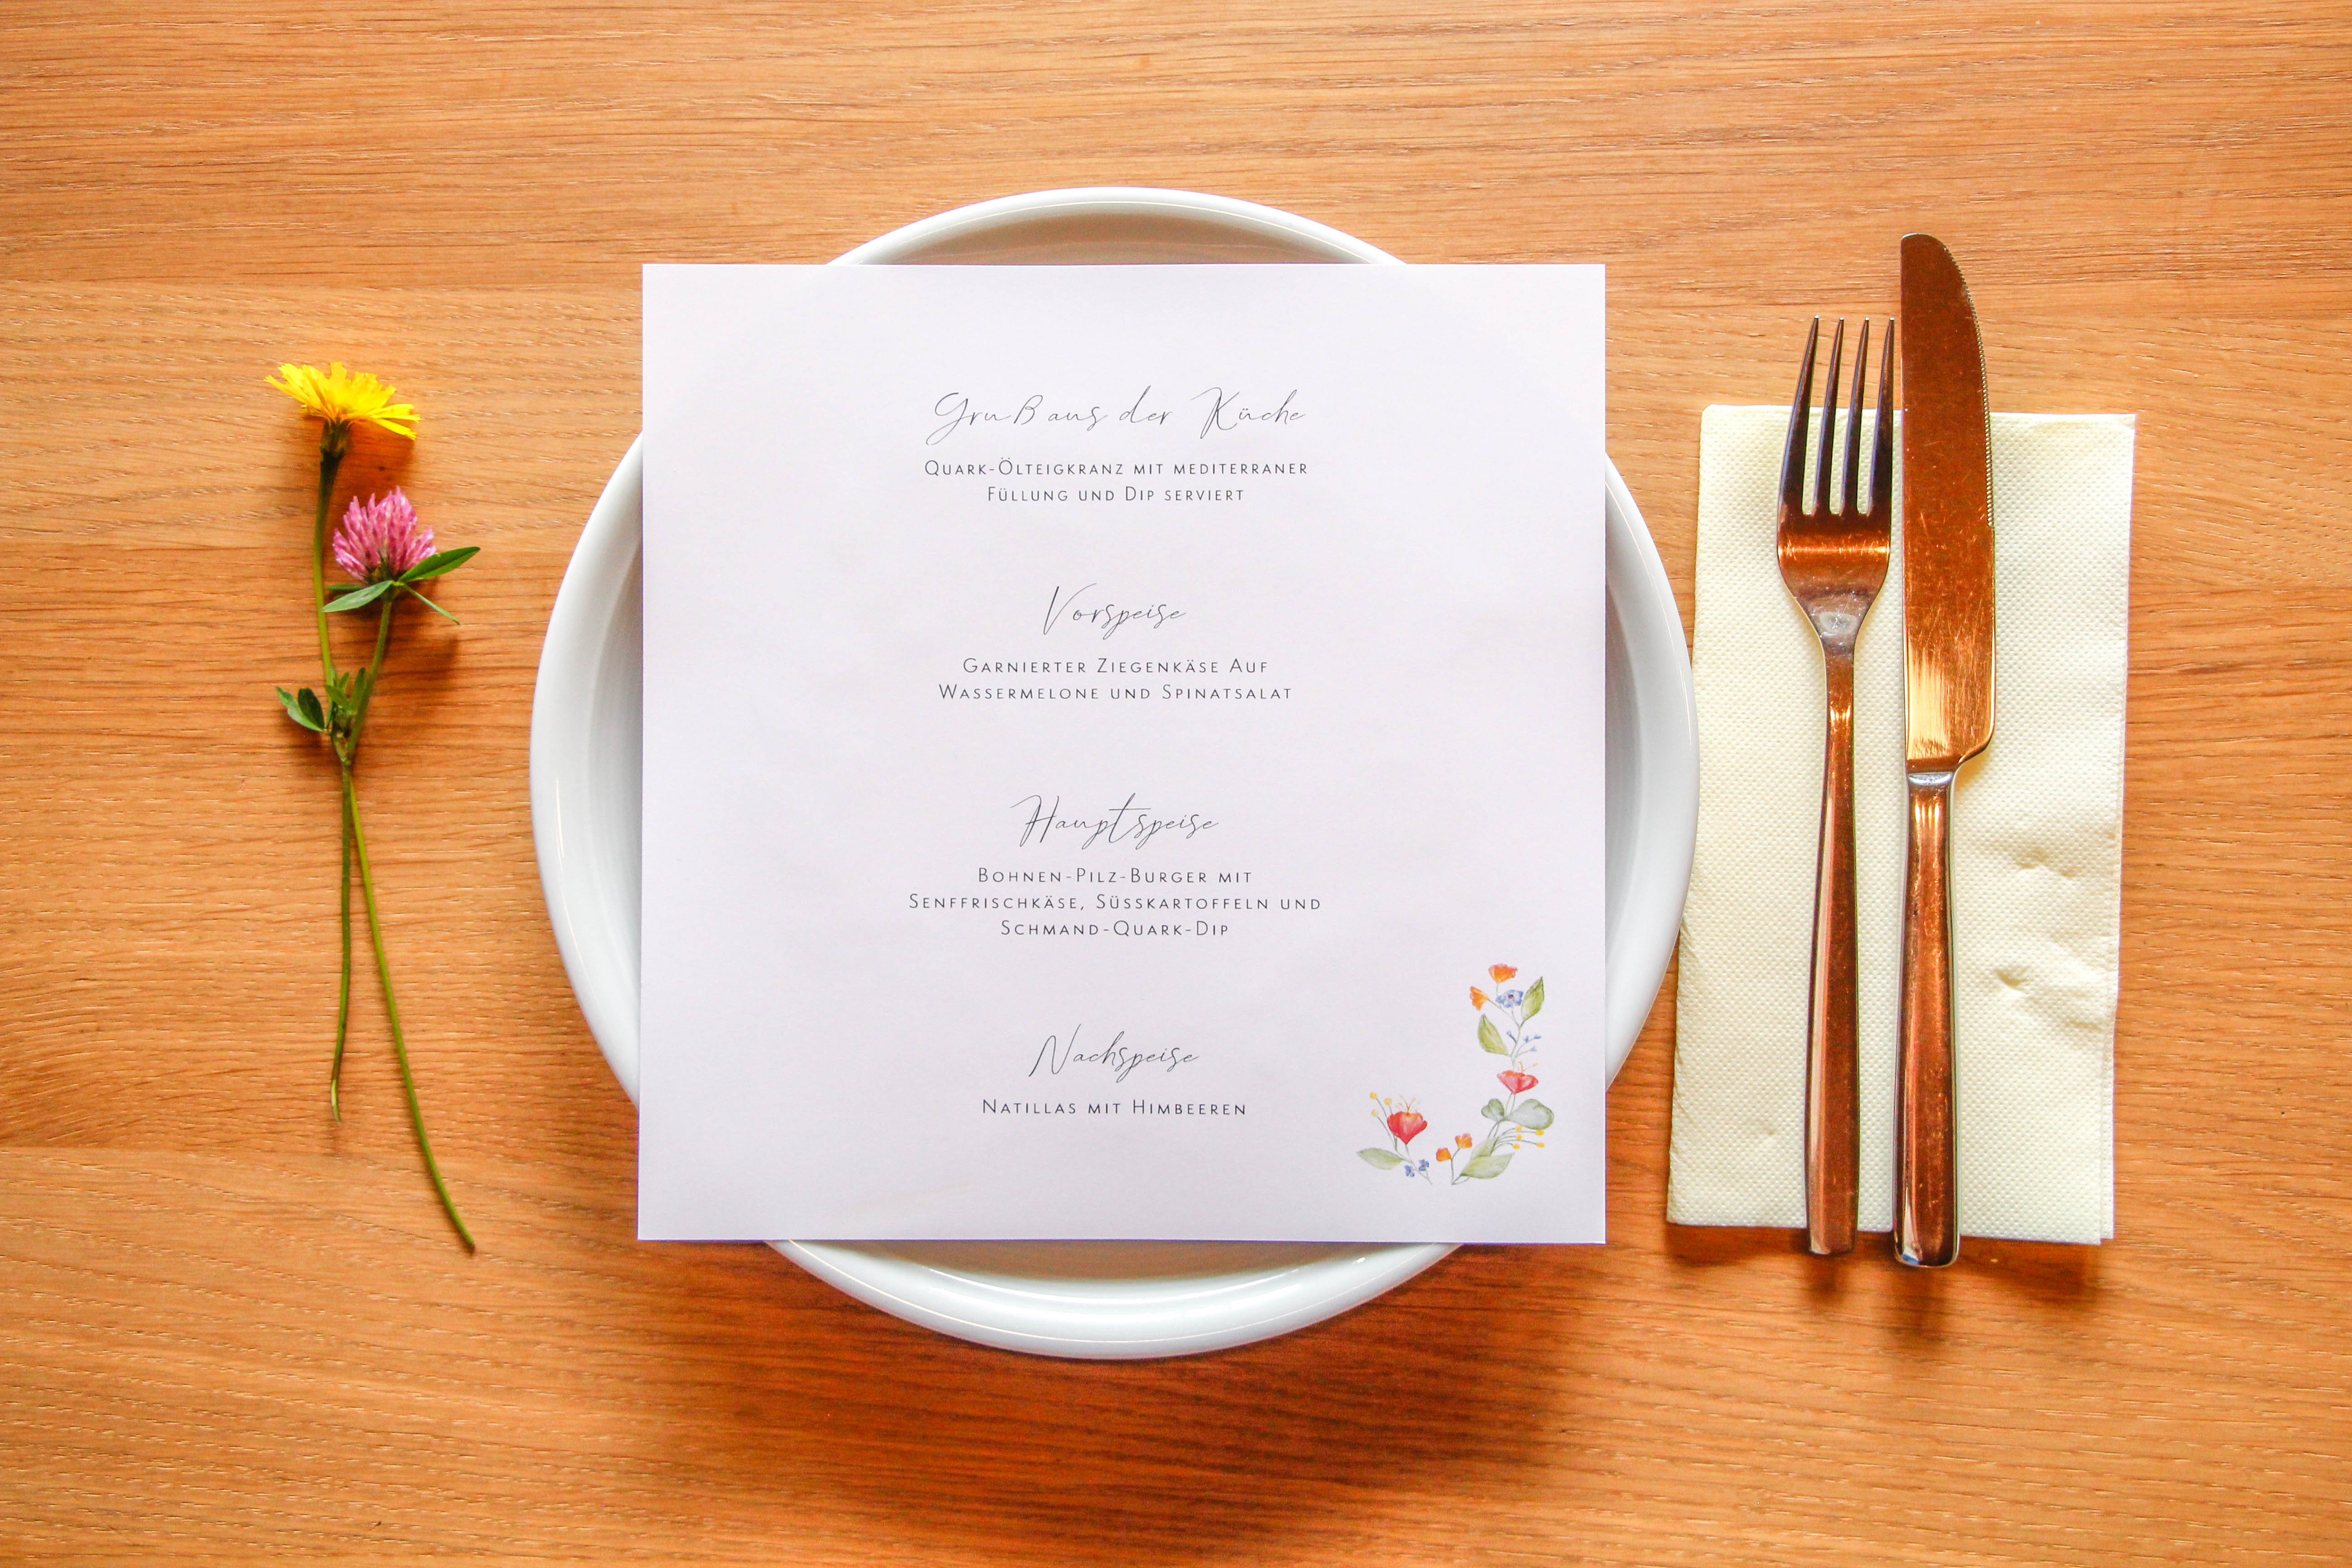 Gruß aus der Küche
Quark-Ölteigkranz mit mediterraner
Füllung und Dip serviert
Vorspeise
Garnierter Ziegenkäse Auf
Wassermelone und Spinatsalat
Hauptspeise
Bohnen-Pilz-Burger mit
Senffrischkäse, Süsskartoffeln und
Schmand-Quark-Dip
Nachspeise
Natillas mit Himbeeren